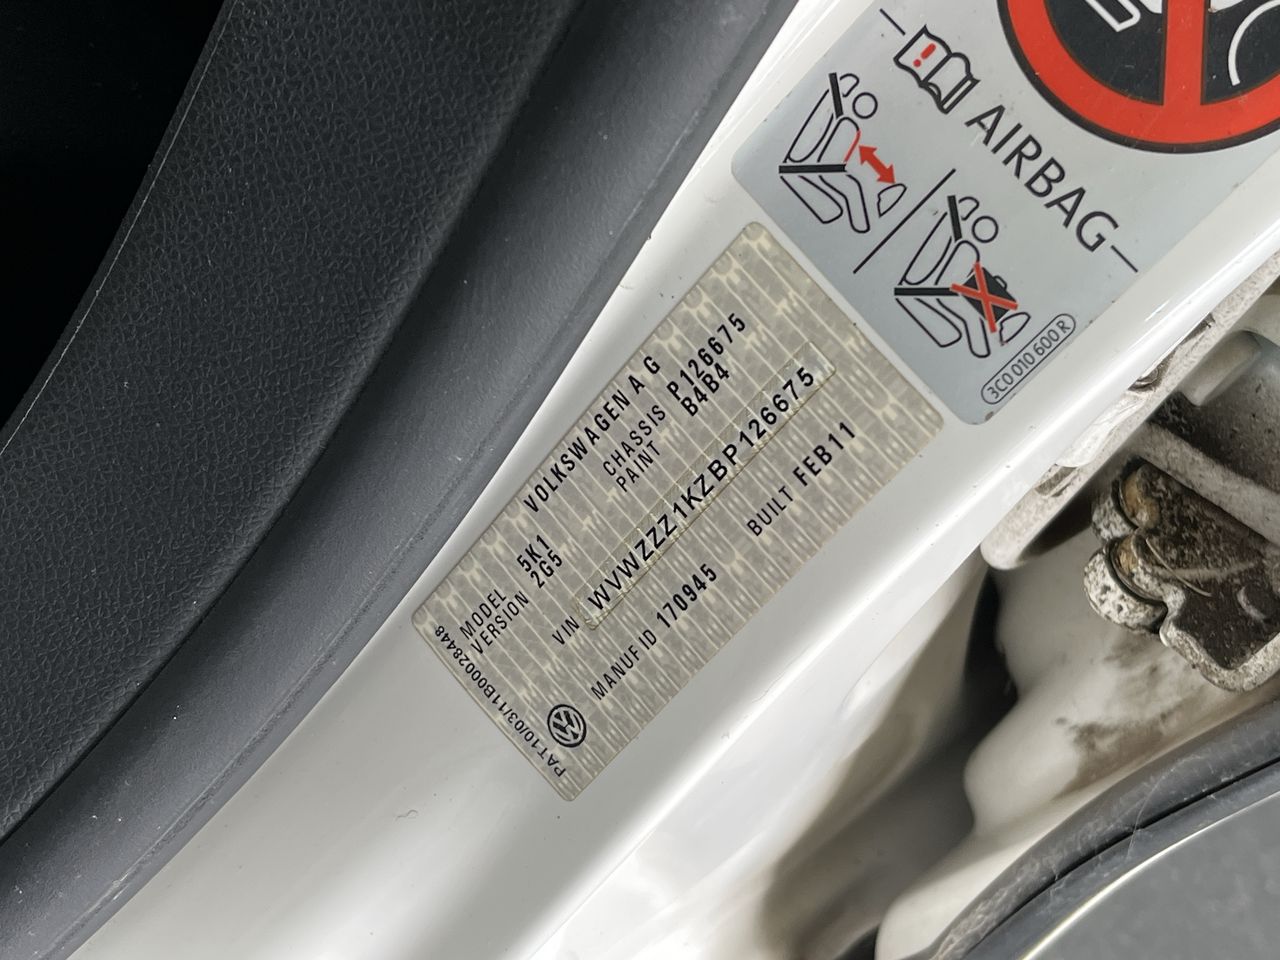 AIRBAG
3C0 010 600 R
VOLKSWAGEN A G
MODEL 5K1 CHASSIS P126675
VERSION 2G5 PAINT B4B4
VIN WVWZZZ1KZBP126675
MANUF ID 170945 BUILT FEB11
PAT10/03/11B00028448